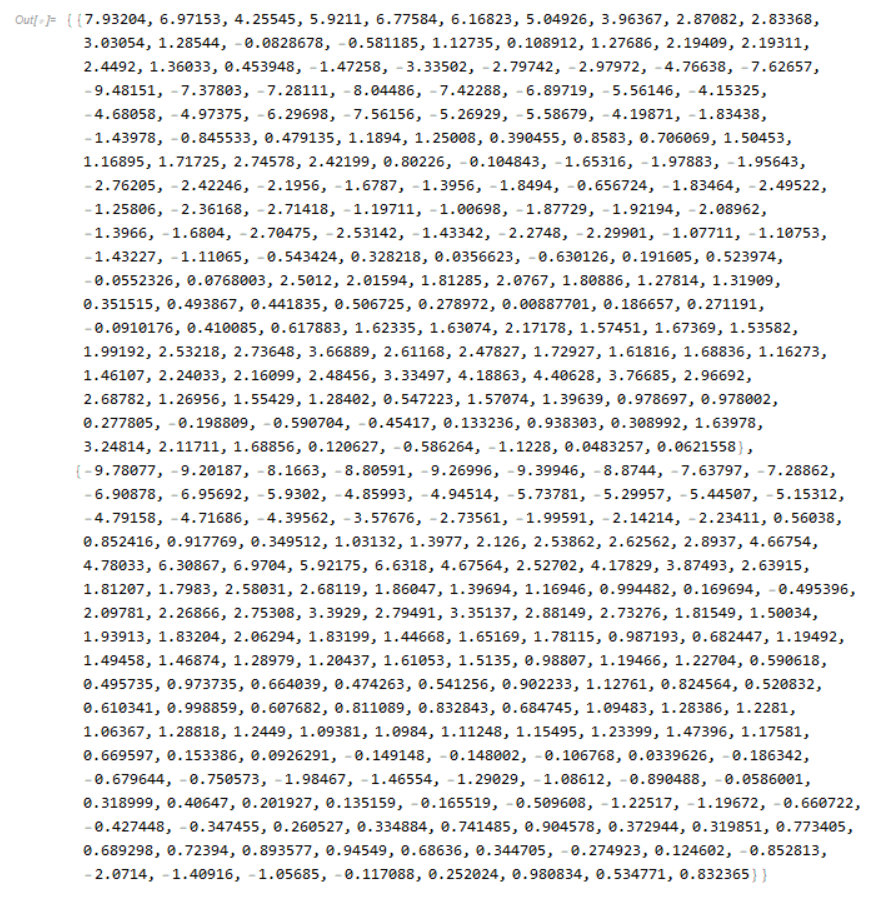 Out[•]= {{7.93204, 6.97153, 4.25545, 5.9211, 6.77584, 6.16823, 5.04926, 3.96367, 2.87082, 2.83368,
3.03054, 1.28544, -0.0828678, -0.581185, 1.12735, 0.108912, 1.27686, 2.19409, 2.19311,
2.4492, 1.36033, 0.453948, -1.47258, -3.33502, -2.79742, -2.97972, -4.76638, -7.62657,
-9.48151, -7.37803, -7.28111, -8.04486, -7.42288, -6.89719, -5.56146, -4.15325,
-4.68058, -4.97375, -6.29698, -7.56156, -5.26929, -5.58679, -4.19871, -1.83438,
-1.43978, -0.845533, 0.479135, 1.1894, 1.25008, 0.390455, 0.8583, 0.706069, 1.50453,
1.16895, 1.71725, 2.74578, 2.42199, 0.80226, -0.104843, -1.65316, -1.97883, -1.95643,
-2.76205, -2.42246, -2.1956, -1.6787, -1.3956, -1.8494, -0.656724, -1.83464, -2.49522,
-1.25806, -2.36168, -2.71418, -1.19711, -1.00698, -1.87729, -1.92194, -2.08962,
-1.3966, -1.6804, -2.70475, -2.53142, -1.43342, -2.2748, -2.29901, -1.07711, -1.10753,
-1.43227, -1.11065, -0.543424, 0.328218, 0.0356623, -0.630126, 0.191605, 0.523974,
-0.0552326, 0.0768003, 2.5012, 2.01594, 1.81285, 2.0767, 1.80886, 1.27814, 1.31909,
0.351515, 0.493867, 0.441835, 0.506725, 0.278972, 0.00887701, 0.186657, 0.271191,
-0.0910176, 0.410085, 0.617883, 1.62335, 1.63074, 2.17178, 1.57451, 1.67369, 1.53582,
1.99192, 2.53218, 2.73648, 3.66889, 2.61168, 2.47827, 1.72927, 1.61816, 1.68836, 1.16273,
1.46107, 2.24033, 2.16099, 2.48456, 3.33497, 4.18863, 4.40628, 3.76685, 2.96692,
2.68782, 1.26956, 1.55429, 1.28402, 0.547223, 1.57074, 1.39639, 0.978697, 0.978002,
0.277805, -0.198809, -0.590704, -0.45417, 0.133236, 0.938303, 0.308992, 1.63978,
3.24814, 2.11711, 1.68856, 0.120627, -0.586264, -1.1228, 0.0483257, 0.0621558},
{-9.78077, -9.20187, -8.1663, -8.80591, -9.26996, -9.39946, -8.8744, -7.63797, -7.28862,
-6.90878, -6.95692, -5.9302, -4.85993, -4.94514, -5.73781, -5.29957, -5.44507, -5.15312,
-4.79158, -4.71686, -4.39562, -3.57676, -2.73561, -1.99591, -2.14214, -2.23411, 0.56038,
0.852416, 0.917769, 0.349512, 1.03132, 1.3977, 2.126, 2.53862, 2.62562, 2.8937, 4.66754,
4.78033, 6.30867, 6.9704, 5.92175, 6.6318, 4.67564, 2.52702, 4.17829, 3.87493, 2.63915,
1.81207, 1.7983, 2.58031, 2.68119, 1.86047, 1.39694, 1.16946, 0.994482, 0.169694, -0.495396,
2.09781, 2.26866, 2.75308, 3.3929, 2.79491, 3.35137, 2.88149, 2.73276, 1.81549, 1.50034,
1.93913, 1.83204, 2.06294, 1.83199, 1.44668, 1.65169, 1.78115, 0.987193, 0.682447, 1.19492,
1.49458, 1.46874, 1.28979, 1.20437, 1.61053, 1.5135, 0.98807, 1.19466, 1.22704, 0.590618,
0.495735, 0.973735, 0.664039, 0.474263, 0.541256, 0.902233, 1.12761, 0.824564, 0.520832,
0.610341, 0.998859, 0.607682, 0.811089, 0.832843, 0.684745, 1.09483, 1.28386, 1.2281,
1.06367, 1.28818, 1.2449, 1.09381, 1.0984, 1.11248, 1.15495, 1.23399, 1.47396, 1.17581,
0.669597, 0.153386, 0.0926291, -0.149148, -0.148002, -0.106768, 0.0339626, -0.186342,
-0.679644, -0.750573, -1.98467, -1.46554, -1.29029, -1.08612, -0.890488, -0.0586001,
0.318999, 0.40647, 0.201927, 0.135159, -0.165519, -0.509608, -1.22517, -1.19672, -0.660722,
-0.427448, -0.347455, 0.260527, 0.334884, 0.741485, 0.904578, 0.372944, 0.319851, 0.773405,
0.689298, 0.72394, 0.893577, 0.94549, 0.68636, 0.344705, -0.274923, 0.124602, -0.852813,
-2.0714, -1.40916, -1.05685, -0.117088, 0.252024, 0.980834, 0.534771, 0.832365}}